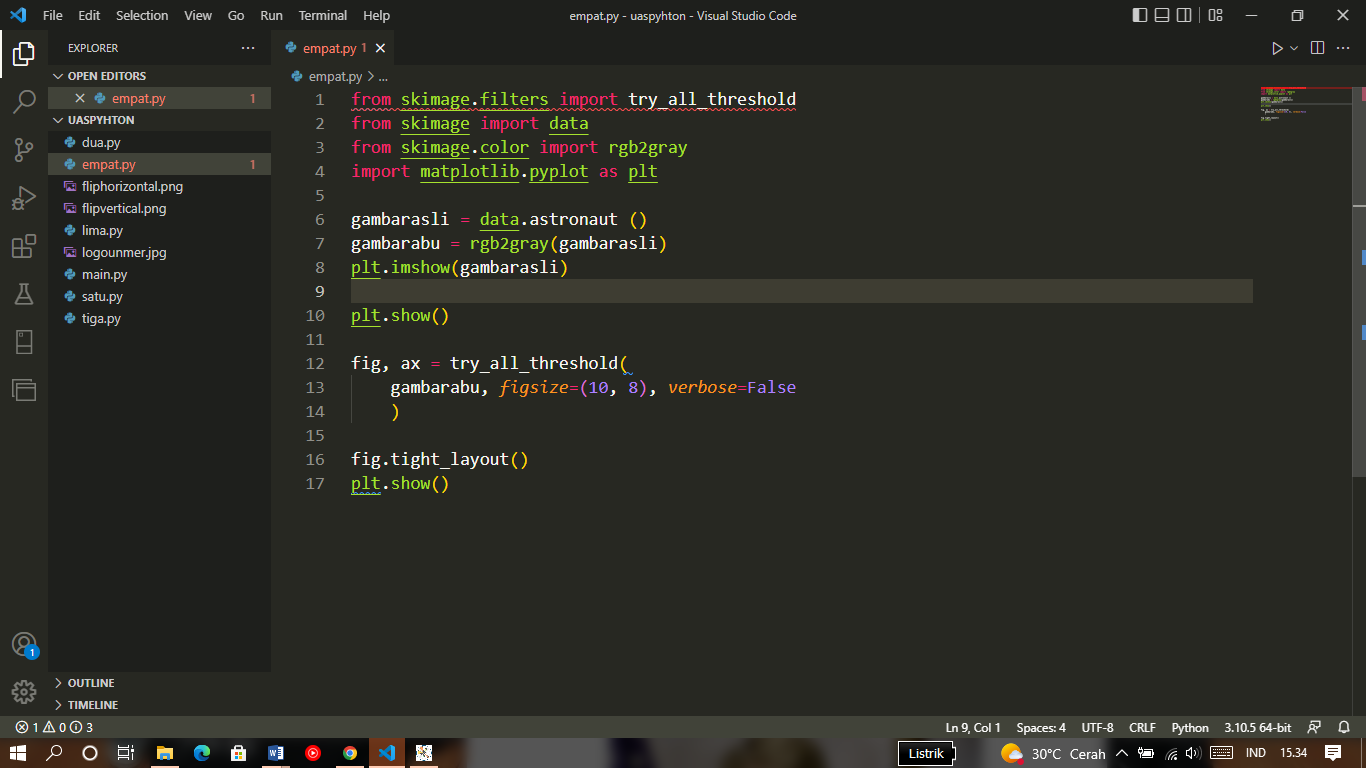 File Edit Selection View Go Run Terminal Help
empat.py - uaspyhton - Visual Studio Code
EXPLORER
OPEN EDITORS
empat.py 1
UASPYHTON
dua.py
empat.py 1
fliphorizontal.png
flipvertical.png
lima.py
logounmer.jpg
main.py
satu.py
tiga.py
OUTLINE
TIMELINE
empat.py 1
empat.py > ...
1 from skimage.filters import try_all_threshold
2 from skimage import data
3 from skimage.color import rgb2gray
4 import matplotlib.pyplot as plt
5
6 gambarasli = data.astronaut ()
7 gambarabu = rgb2gray(gambarasli)
8 plt.imshow(gambarasli)
9
10 plt.show()
11
12 fig, ax = try_all_threshold(
13 gambarabu, figsize=(10, 8), verbose=False
14 )
15
16 fig.tight_layout()
17 plt.show()
1
1 0 3
Ln 9, Col 1 Spaces: 4 UTF-8 CRLF Python 3.10.5 64-bit
Listrik
30°C Cerah
IND
15.34